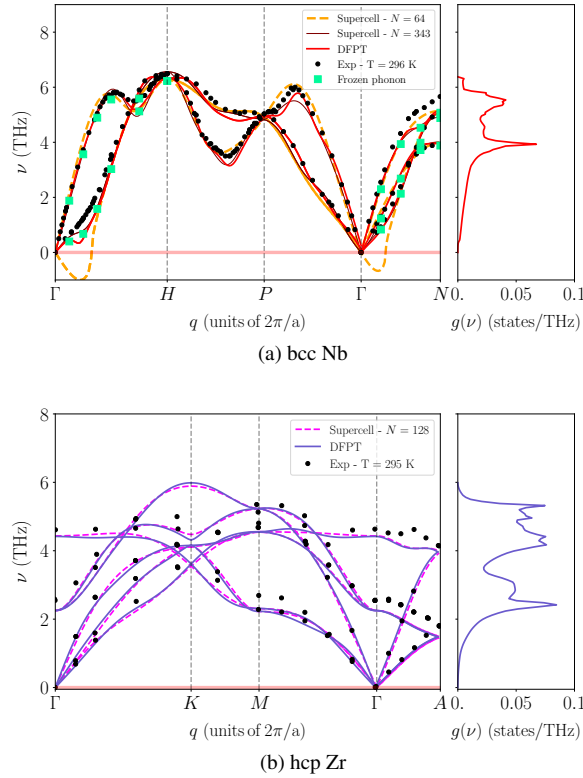 8
6
4
2
0
ν (THz)
Supercell - N = 64
Supercell - N = 343
DFPT
Exp - T = 296 K
Frozen phonon
Γ H P Γ N
q (units of 2π/a)
0. 0.05 0.1
g(ν) (states/THz)
(a) bcc Nb
8
6
4
2
0
ν (THz)
Supercell - N = 128
DFPT
Exp - T = 295 K
Γ K M Γ A
q (units of 2π/a)
0. 0.05 0.1
g(ν) (states/THz)
(b) hcp Zr